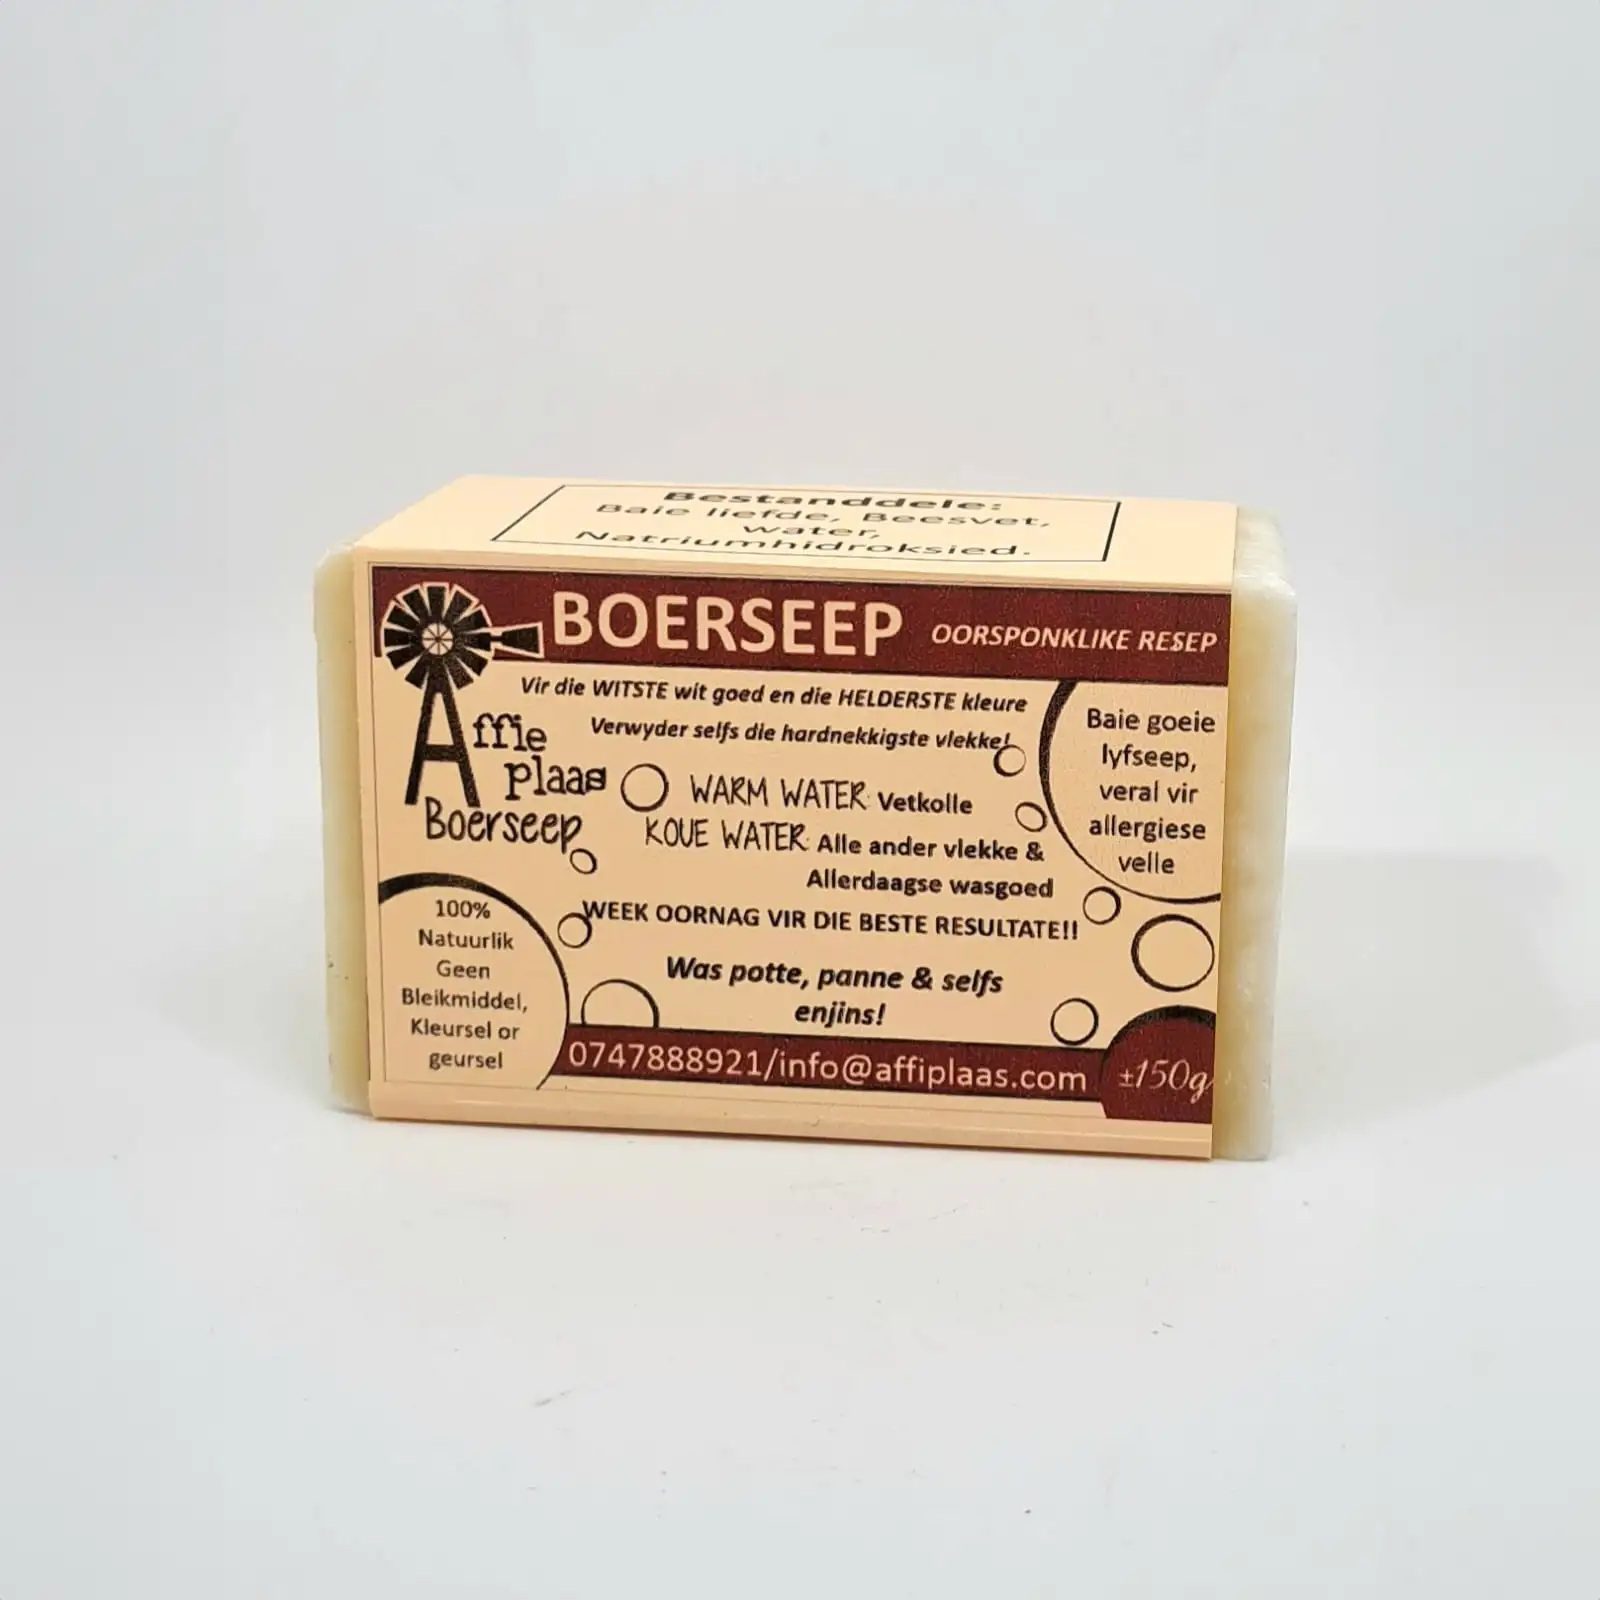 Bestanddele:
Baie liefde, Beesvet,
water,
Natriumhidroksied.
BOERSEEP
OORSPONKLIKE RESEP
Affie
plaas
Boerseep
Vir die WITSTE wit goed en die HELDERSTE kleure
Verwyder selfs die hardnekkigste vlekke!
WARM WATER: Vetkolle
KOUE WATER: Alle ander vlekke &
Allerdaagse wasgoed
WEEK OORNAG VIR DIE BESTE RESULTATE!!
Was potte, panne & selfs
enjins!
Baie goeie
lyfseep,
veral vir
allergiese
velle
100%
Natuurlik
Geen
Bleikmiddel,
Kleursel or
geursel
0747888921/info@affiplaas.com
±150g